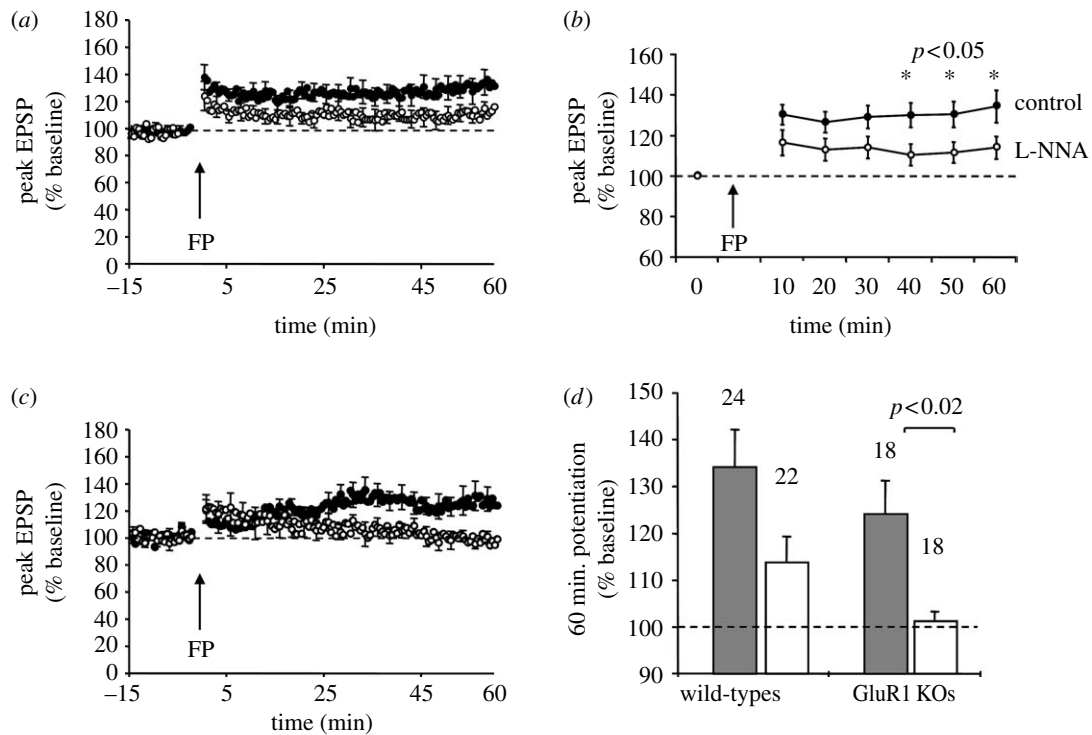 (a)
180
160
140
120
100
80
60
40
20
0
peak EPSP
(% baseline)
FP
–15 5 25 45 60
time (min)
(b)
160
140
120
100
80
60
peak EPSP
(% baseline)
p<0.05
* * *
control
L-NNA
FP
0 10 20 30 40 50 60
time (min)
(c)
180
160
140
120
100
80
60
40
20
0
peak EPSP
(% baseline)
FP
–15 5 25 45 60
time (min)
(d)
150
140
130
120
110
100
90
60 min. potentiation
(% baseline)
24
22
18
18
p<0.02
wild-types GluR1 KOs